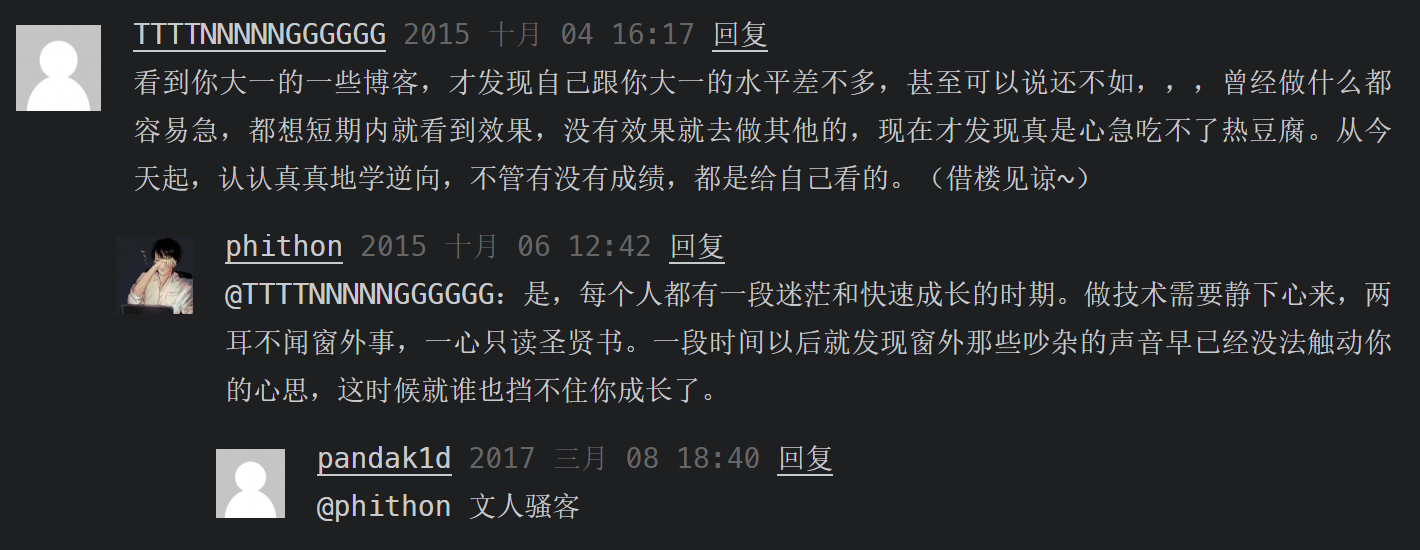 TTTTNNNNNGGGGGG 2015 十月 04 16:17 回复
看到你大一的一些博客，才发现自己跟你大一的水平差不多，甚至可以说还不如，，，曾经做什么都
容易急，都想短期内就看到效果，没有效果就去做其他的，现在才发现真是心急吃不了热豆腐。从今
天起，认认真真地学逆向，不管有没有成绩，都是给自己看的。（借楼见谅~）
phithon 2015 十月 06 12:42 回复
@TTTTNNNNNGGGGGG：是，每个人都有一段迷茫和快速成长的时期。做技术需要静下心来，两
耳不闻窗外事，一心只读圣贤书。一段时间以后就发现窗外那些吵杂的声音早已经没法触动你
的心思，这时候就谁也挡不住你成长了。
pandak1d 2017 三月 08 18:40 回复
@phithon 文人骚客